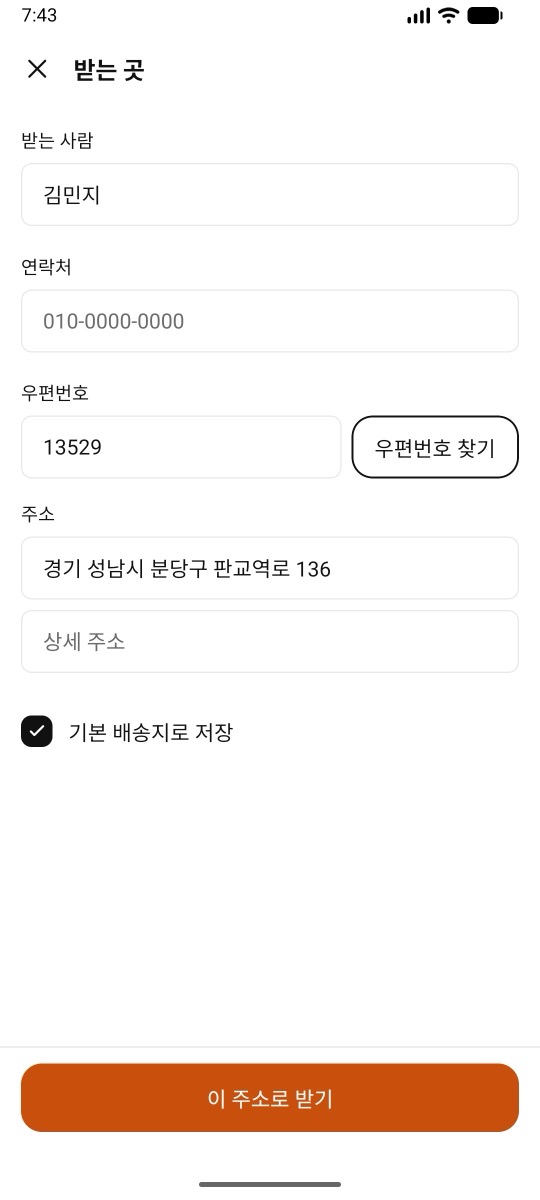 7:43
받는 곳
받는 사람
김민지
연락처
010-0000-0000
우편번호
13529
우편번호 찾기
주소
경기 성남시 분당구 판교역로 136
상세 주소
기본 배송지로 저장
이 주소로 받기